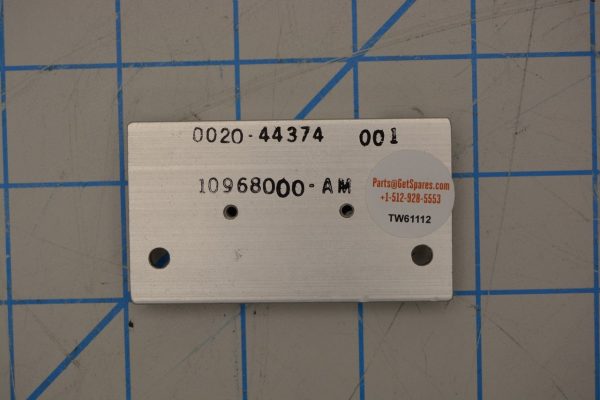 0020-44374 001
10968000-AM
Parts@GetSpares.com
+1-512-928-5553
TW61112